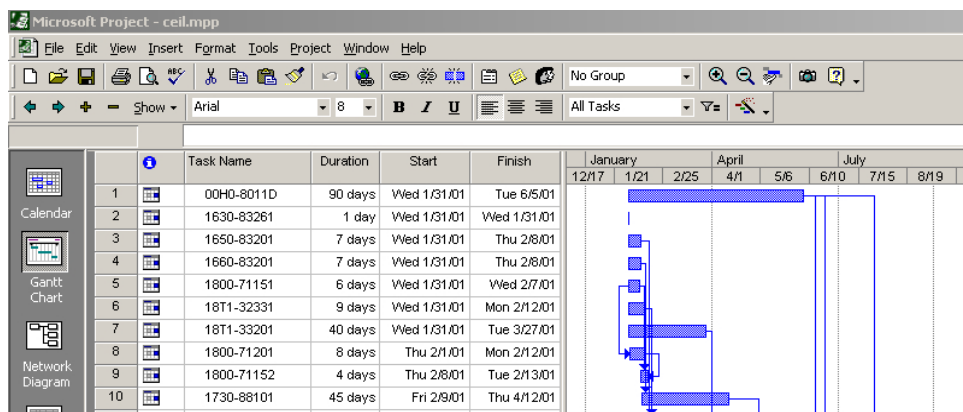 Microsoft Project - ceil.mpp
File Edit View Insert Format Tools Project Window Help
ABC No Group
Show Arial 8 B I U All Tasks
Task Name Duration Start Finish January April July
12/17 1/21 2/25 4/1 5/6 6/10 7/15 8/19
1 00H0-8011D 90 days Wed 1/31/01 Tue 6/5/01
Calendar 2 1630-83261 1 day Wed 1/31/01 Wed 1/31/01
3 1650-83201 7 days Wed 1/31/01 Thu 2/8/01
4 1660-83201 7 days Wed 1/31/01 Thu 2/8/01
Gantt Chart 5 1800-71151 6 days Wed 1/31/01 Wed 2/7/01
6 18T1-32331 9 days Wed 1/31/01 Mon 2/12/01
7 18T1-33201 40 days Wed 1/31/01 Tue 3/27/01
8 1800-71201 8 days Thu 2/1/01 Mon 2/12/01
Network Diagram 9 1800-71152 4 days Thu 2/8/01 Tue 2/13/01
10 1730-88101 45 days Fri 2/9/01 Thu 4/12/01